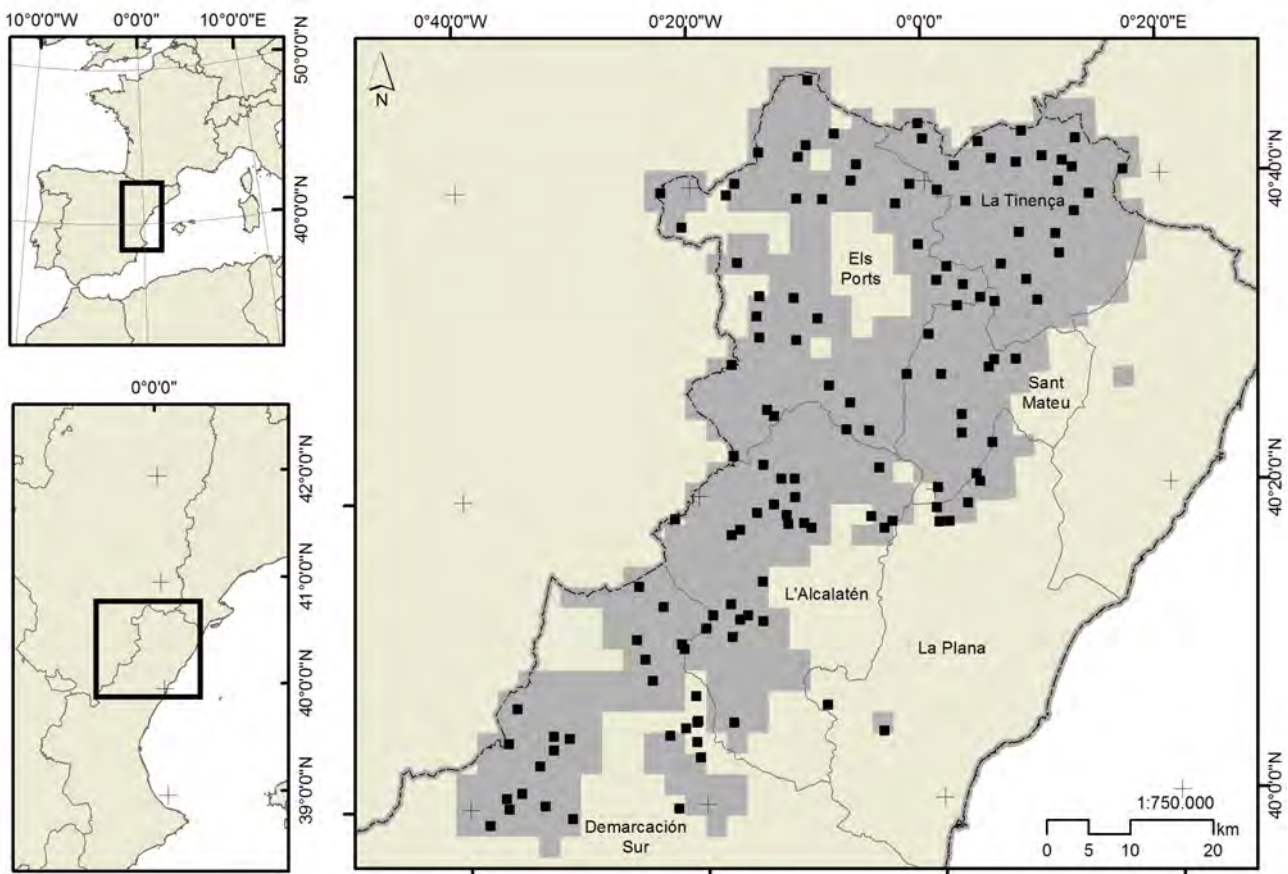 10°0'0"W 0°0'0" 10°0'0"E
50°0'0"N
40°0'0"N
0°0'0"
42°0'0"N
41°0'0"N
40°0'0"N
39°0'0"N
0°40'0"W 0°20'0"W 0°0'0" 0°20'0"E
N
40°40'0"N
40°20'0"N
40°0'0"N
La Tinença
Els
Ports
Sant
Mateu
L'Alcalatén
La Plana
Demarcación
Sur
1:750.000
km
0 5 10 20